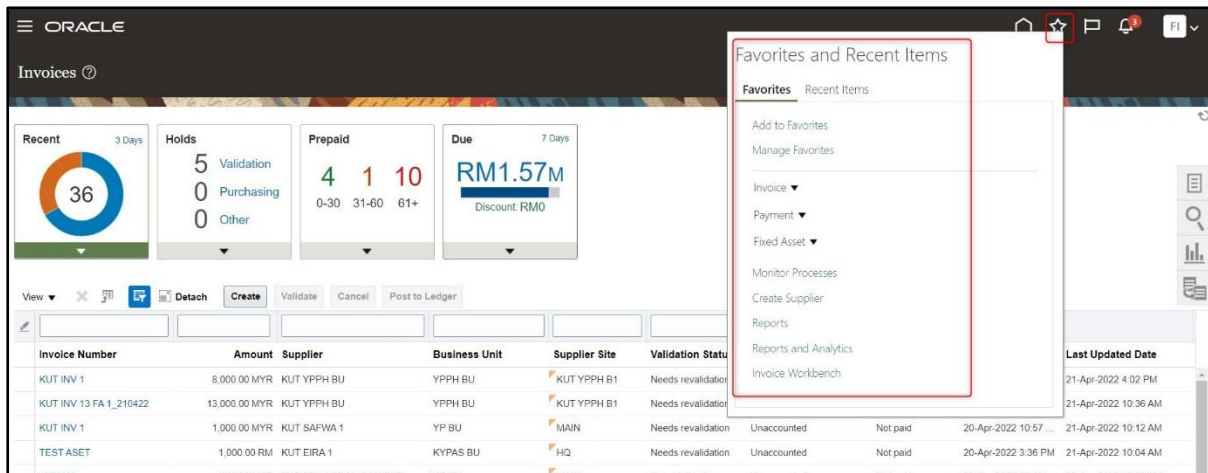 ORACLE
3
FI
Invoices
Favorites and Recent Items
Favorites Recent Items
Add to Favorites
Manage Favorites
Invoice
Payment
Fixed Asset
Monitor Processes
Create Supplier
Reports
Reports and Analytics
Invoice Workbench
Recent 3 Days
36
Holds
5 Validation
0 Purchasing
0 Other
Prepaid
4 1 10
0-30 31-60 61+
Due 7 Days
RM1.57M
Discount: RM0
View Detach Create Validate Cancel Post to Ledger
Invoice Number Amount Supplier Business Unit Supplier Site Validation Last Updated Date
KUT INV 1 8,000.00 MYR KUT YPPH BU YPPH BU KUT YPPH B1 Needs revalidation 21-Apr-2022 4:02 PM
KUT INV 13 FA 1_210422 13,000.00 MYR KUT YPPH BU YPPH BU KUT YPPH B1 Needs revalidation 21-Apr-2022 10:36 AM
KUT INV 1 1,000.00 MYR KUT SAFWA 1 YP BU MAIN Needs revalidation Unaccounted Not paid 20-Apr-2022 10:57 ... 21-Apr-2022 10:12 AM
TEST ASET 1,000.00 RM KUT EIRA 1 KYPAS BU HQ Needs revalidation Unaccounted Not paid 20-Apr-2022 3:36 PM 21-Apr-2022 10:04 AM